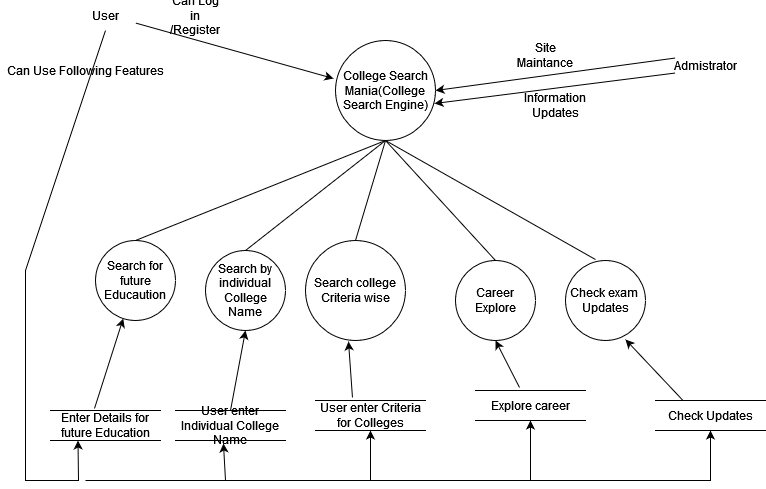 Can Log
in
/Register
User
Can Use Following Features
College Search
Mania(College
Search Engine)
Site
Maintance
Admistrator
Information
Updates
Search for
future
Educaution
Search by
individual
College
Name
Search college
Criteria wise
Career
Explore
Check exam
Updates
Enter Details for
future Education
User enter
Individual College
Name
User enter Criteria
for Colleges
Explore career
Check Updates